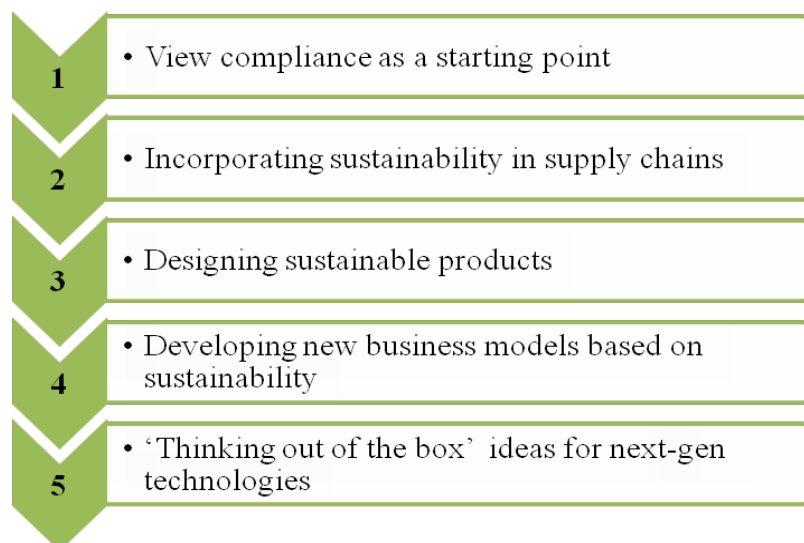 1
• View compliance as a starting point
2
• Incorporating sustainability in supply chains
3
• Designing sustainable products
4
• Developing new business models based on
sustainability
5
• ‘Thinking out of the box’ ideas for next-gen
technologies